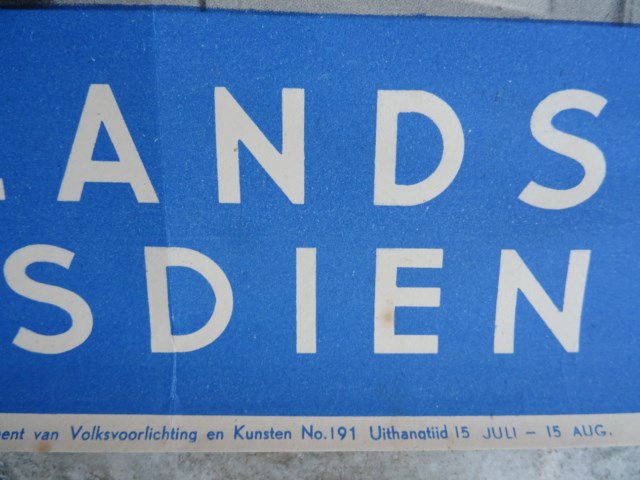 LANDS
SDIEN
ent van Volksvoorlichting en Kunsten No. 191 Uithangtijd 15 JULI – 15 AUG.